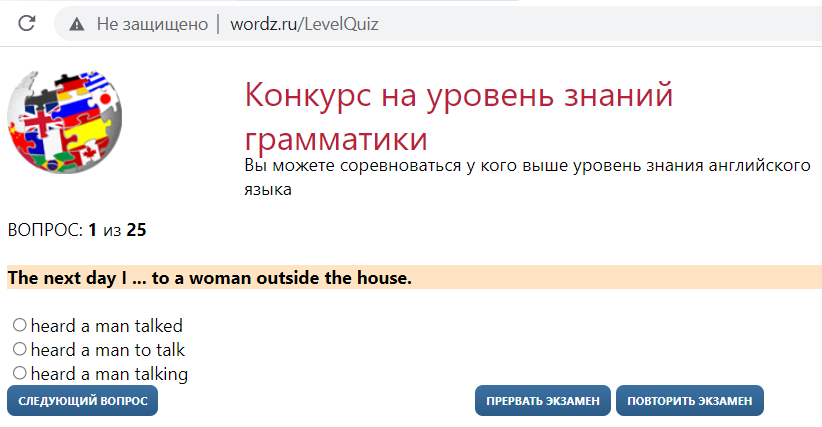 Не защищено | wordz.ru/LevelQuiz
Конкурс на уровень знаний
грамматики
Вы можете соревноваться у кого выше уровень знания английского
языка
ВОПРОС: 1 из 25
The next day I ... to a woman outside the house.
heard a man talked
heard a man to talk
heard a man talking
СЛЕДУЮЩИЙ ВОПРОС ПРЕРВАТЬ ЭКЗАМЕН ПОВТОРИТЬ ЭКЗАМЕН